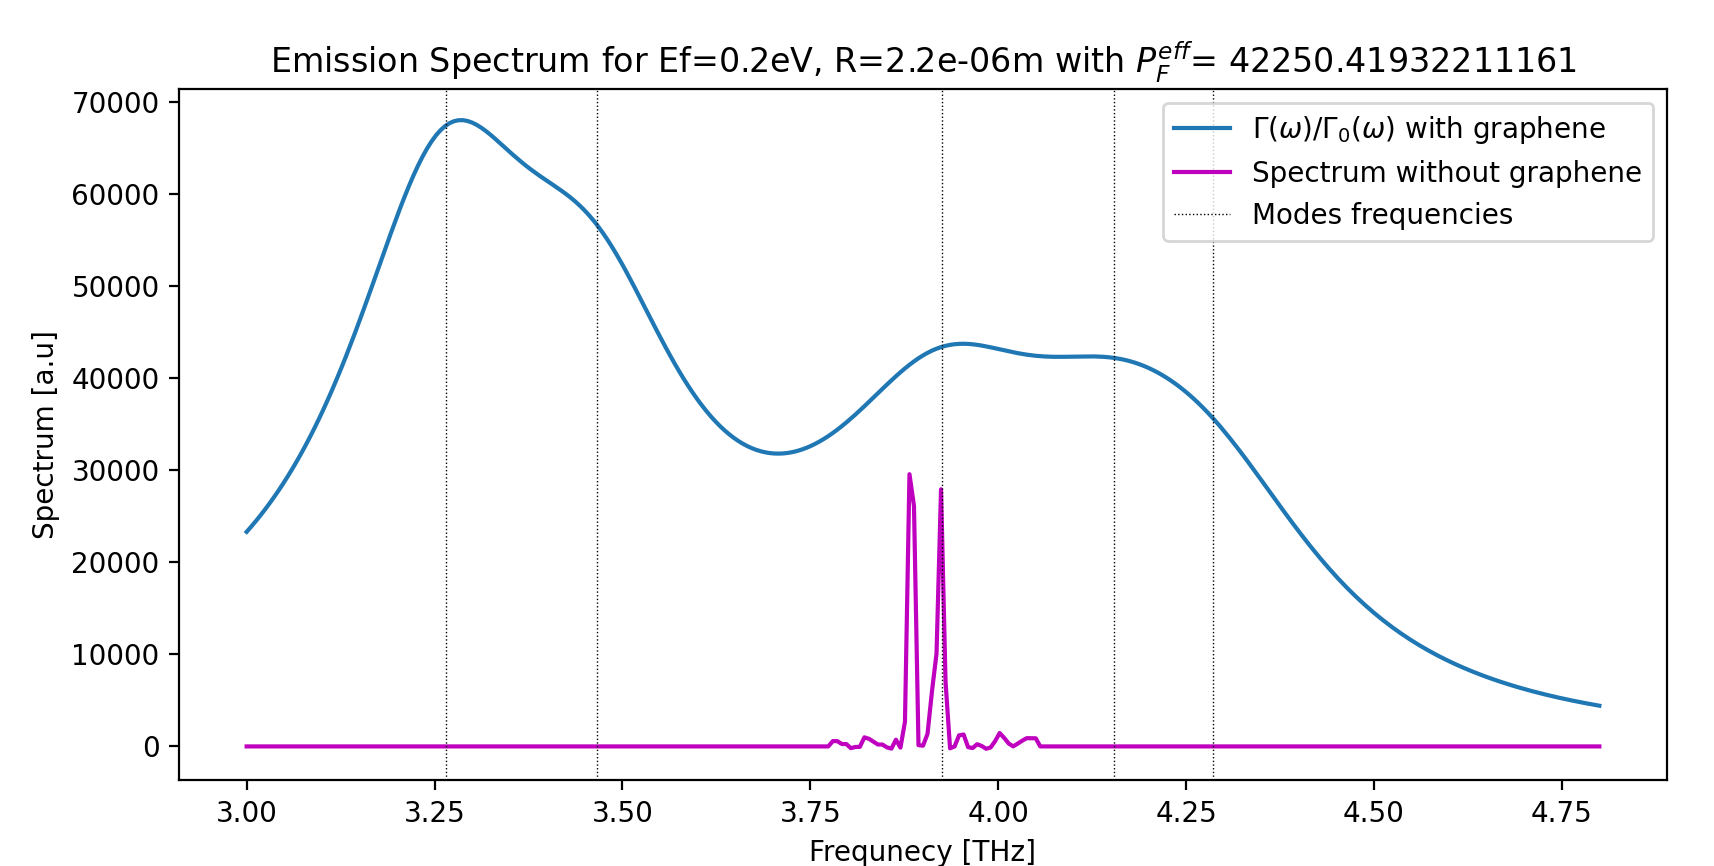 Emission Spectrum for Ef=0.2eV, R=2.2e-06m with $P_F^{eff}$= 42250.41932211161
70000
60000
50000
40000
30000
20000
10000
0
Spectrum [a.u]
Γ(ω)/Γ₀(ω) with graphene
Spectrum without graphene
Modes frequencies
3.00 3.25 3.50 3.75 4.00 4.25 4.50 4.75
Frequnecy [THz]